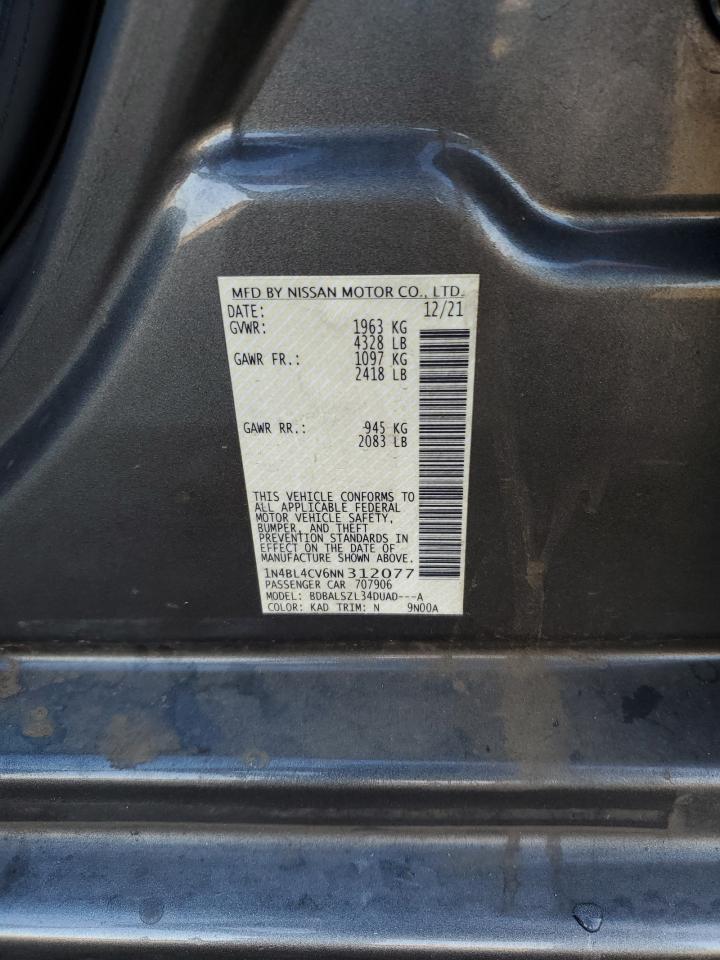 MFD BY NISSAN MOTOR CO., LTD.
DATE: 12/21
GVWR: 1963 KG
4328 LB
GAWR FR.: 1097 KG
2418 LB
GAWR RR.: 945 KG
2083 LB
THIS VEHICLE CONFORMS TO
ALL APPLICABLE FEDERAL
MOTOR VEHICLE SAFETY,
BUMPER, AND THEFT
PREVENTION STANDARDS IN
EFFECT ON THE DATE OF
MANUFACTURE SHOWN ABOVE.
1N4BL4CV6NN312077
PASSENGER CAR 707906
MODEL: BDBALSZL34DUAD---A
COLOR: KAD TRIM: N 9N00A